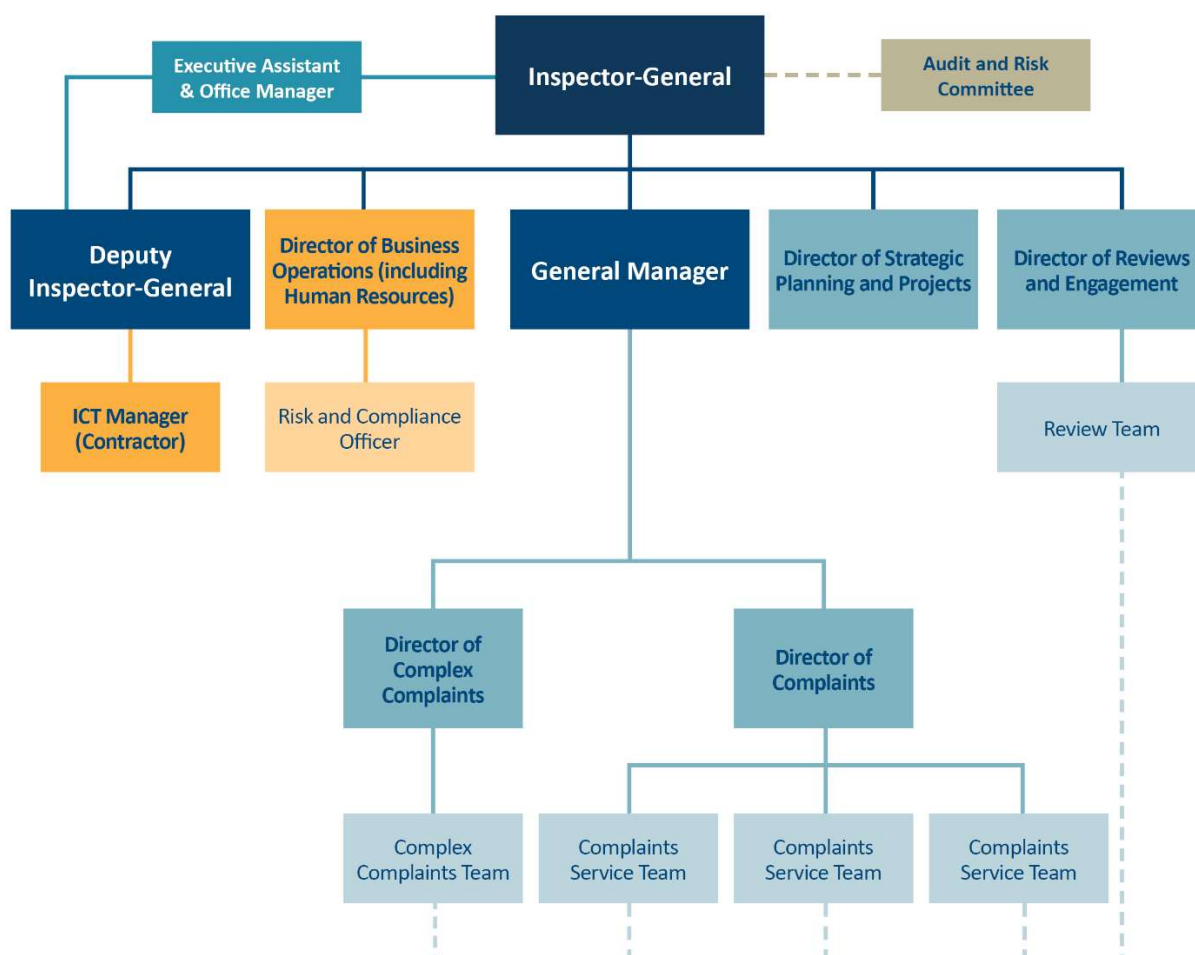 Executive Assistant
& Office Manager
Inspector-General
Audit and Risk
Committee
Deputy
Inspector-General
Director of Business
Operations (including
Human Resources)
General Manager
Director of Strategic
Planning and Projects
Director of Reviews
and Engagement
ICT Manager
(Contractor)
Risk and Compliance
Officer
Review Team
Director of
Complex
Complaints
Director of
Complaints
Complex
Complaints Team
Complaints
Service Team
Complaints
Service Team
Complaints
Service Team